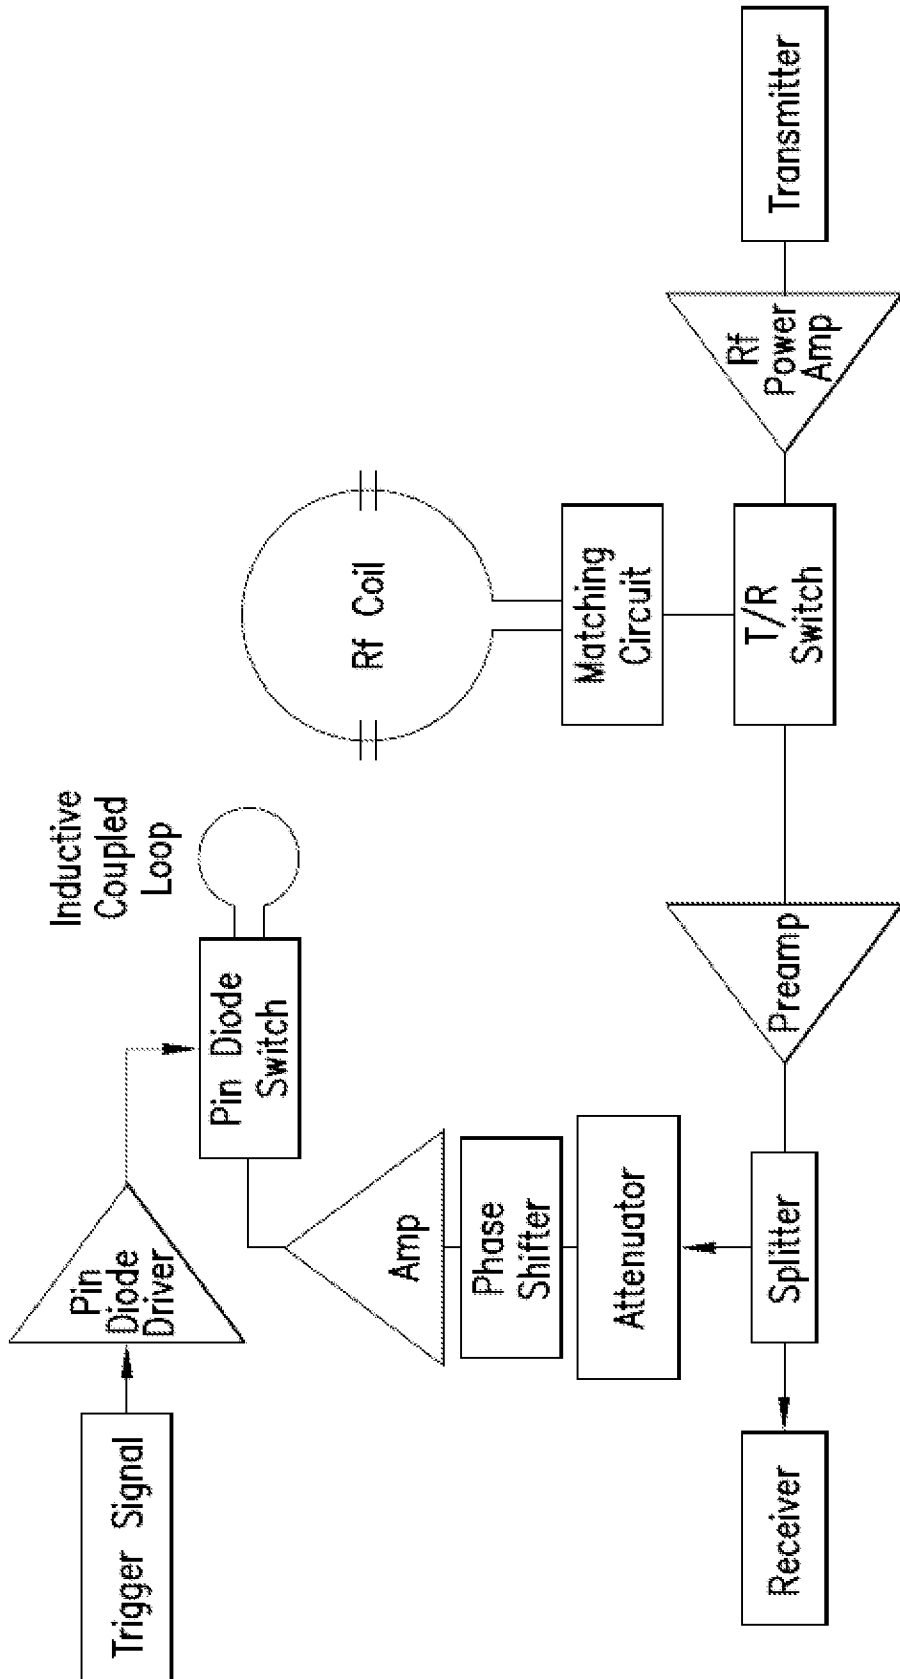 Trigger Signal
Pin
Diode
Driver
Inductive
Coupled
Loop
Pin Diode
Switch
Rf Coil
Amp
Phase
Shifter
Attenuator
Matching
Circuit
Receiver
Splitter
Preamp
T/R
Switch
Rf
Power
Amp
Transmitter